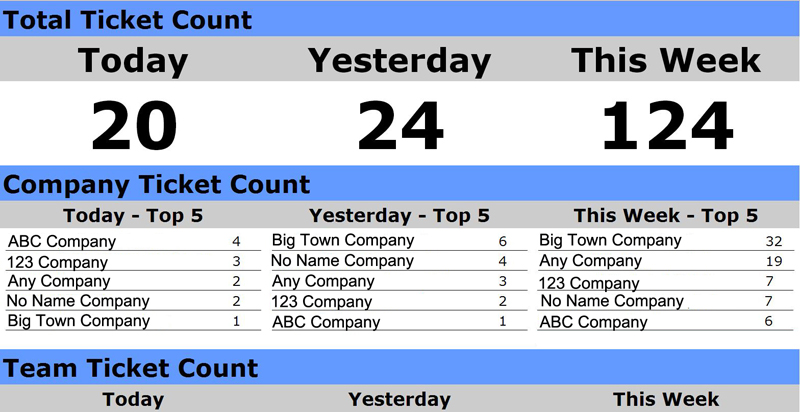 Total Ticket Count
Today Yesterday This Week
20 24 124
Company Ticket Count
Today - Top 5 Yesterday - Top 5 This Week - Top 5
ABC Company 4 Big Town Company 6 Big Town Company 32
123 Company 3 No Name Company 4 Any Company 19
Any Company 2 Any Company 3 123 Company 7
No Name Company 2 123 Company 2 No Name Company 7
Big Town Company 1 ABC Company 1 ABC Company 6
Team Ticket Count
Today Yesterday This Week